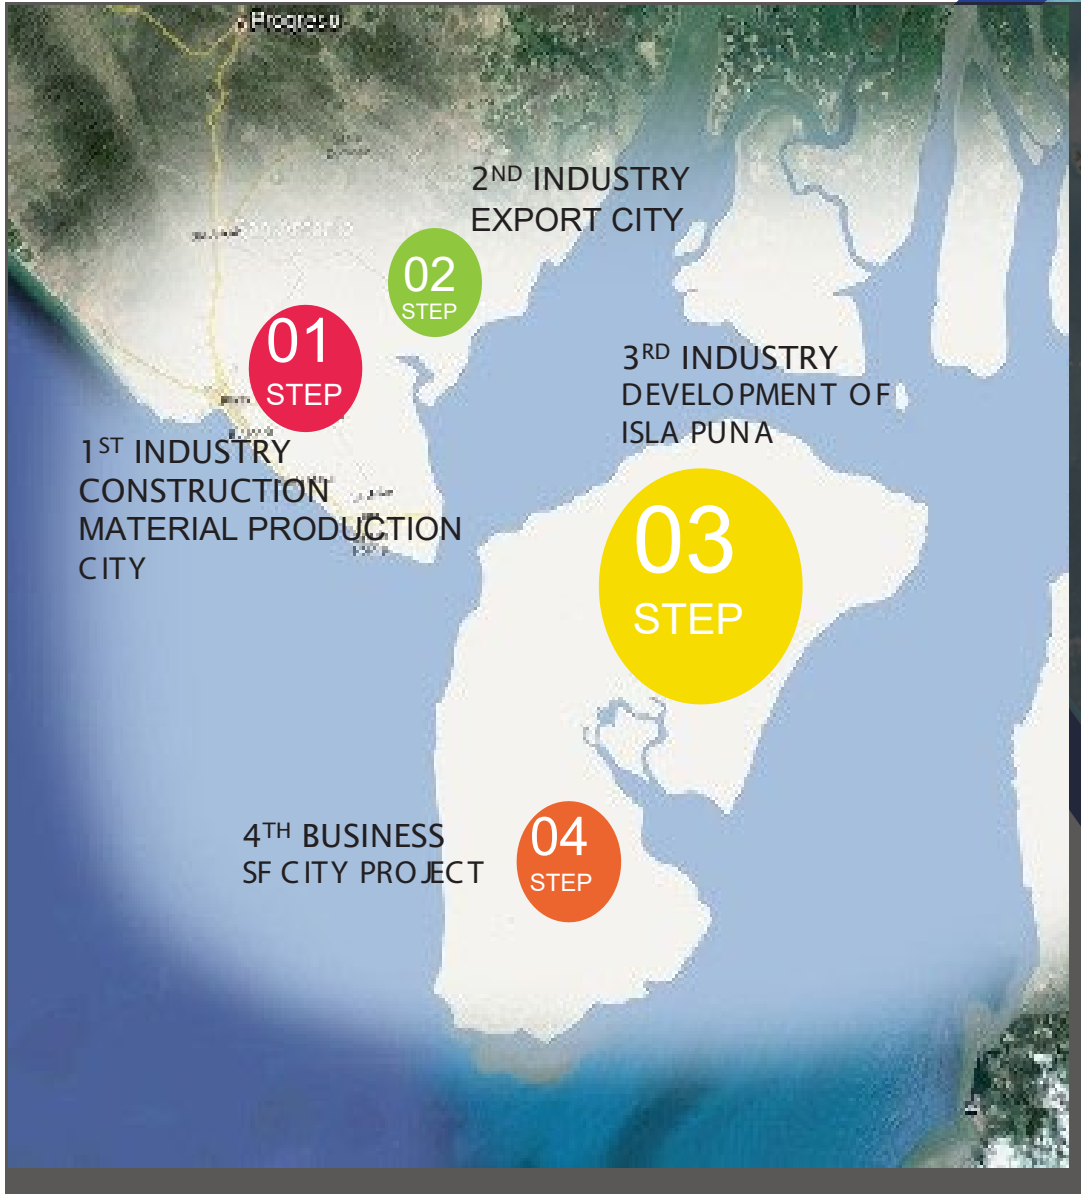 Progreso
2ND INDUSTRY
EXPORT CITY
02
STEP
01
STEP
3RD INDUSTRY
DEVELOPMENT OF
ISLA PUNA
1ST INDUSTRY
CONSTRUCTION
MATERIAL PRODUCTION
CITY
03
STEP
4TH BUSINESS
SF CITY PROJECT
04
STEP